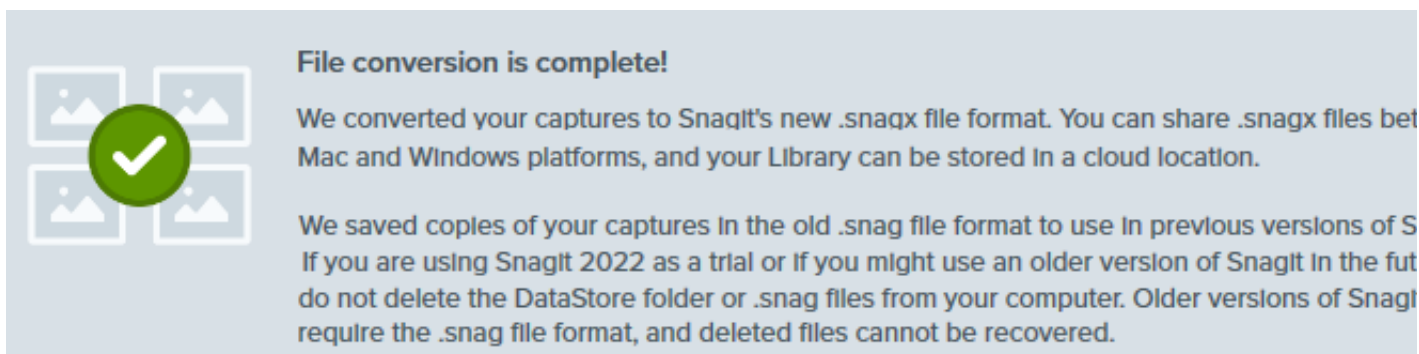 File conversion is complete!
We converted your captures to Snagit's new .snagx file format. You can share .snagx files bet
Mac and Windows platforms, and your Library can be stored in a cloud location.
We saved copies of your captures in the old .snag file format to use in previous versions of S
If you are using Snagit 2022 as a trial or if you might use an older version of Snagit in the fut
do not delete the DataStore folder or .snag files from your computer. Older versions of Snagi
require the .snag file format, and deleted files cannot be recovered.